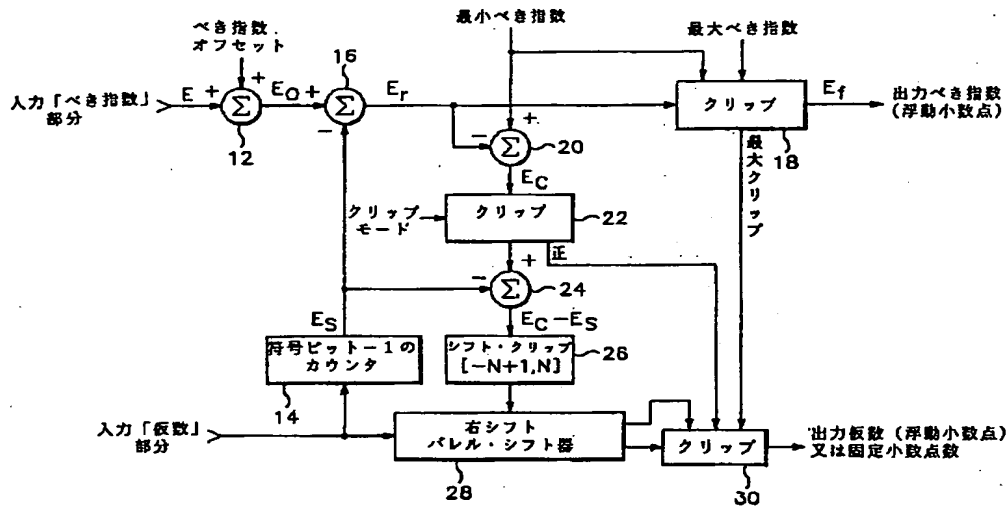 べき指数
オフセット
最小べき指数
最大べき指数
16
入力「べき指数」
部分
E
+
+
Σ
12
EO
+
−
Σ
Er
クリップ
18
Ef
出力べき指数
(浮動小数点)
−
+
Σ
20
EC
最大クリップ
クリップ
モード
クリップ
22
正
−
+
Σ
24
ES
EC−ES
符号ビット−1の
カウンタ
14
シフト・クリップ
[−N+1,N]
26
入力「仮数」
部分
右シフト
バレル・シフト器
28
クリップ
30
出力仮数(浮動小数点)
又は固定小数点数